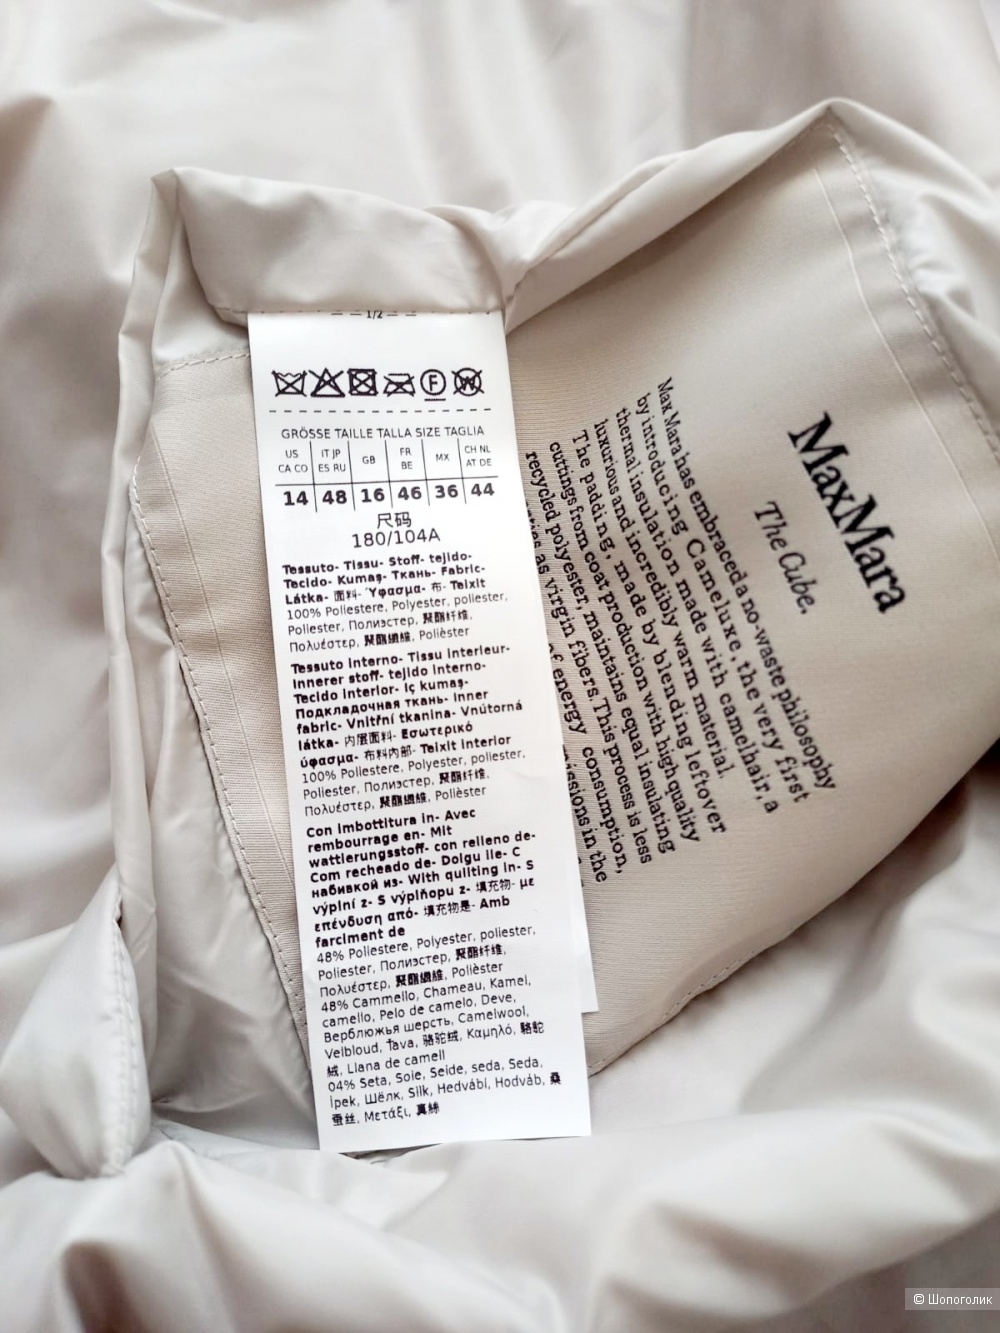 1/2
F
W
GRÖSSE TAILLE TALLA SIZE TAGLIA
US CA CO
IT JP ES RU
GB
FR BE
MX
CH NL AT DE
14 48 16 46 36 44
尺码
180/104A
Tessuto- Tissu- Stoff- tejido-
Tecido- Kumaş- Ткань- Fabric-
Látka- 面料- Ύφασμα- 布- Teixit
100% Poliestere, Polyester, poliester,
Poliester, Полиэстер, 聚酯纤维,
Πολυέστερ, 聚酯纖維, Polièster
Tessuto interno- Tissu interieur-
Innerer stoff- tejido interno-
Tecido interior- iç kumaş-
Подкладочная ткань- Inner
fabric- Vnitřní tkanina- Vnútorná
látka- 内层面料- Εσωτερικό
ύφασμα- 布料內部- Teixit interior
100% Poliestere, Polyester, poliester,
Poliester, Полиэстер, 聚酯纤维,
Πολυέστερ, 聚酯纖維, Polièster
Con imbottitura in- Avec
rembourrage en- Mit
wattierungsstoff- con relleno de-
Com recheado de- Dolgu ile- С
набивкой из- With quilting in- S
výplní z- S výplňopu z- 填充物- με
επένδυση από- 填充物是- Amb
farciment de
48% Poliestere, Polyester, poliester,
Poliester, Полиэстер, 聚酯纤维,
Πολυέστερ, 聚酯纖維, Polièster
48% Cammello, Chameau, Kamel,
camello, Pelo de camelo, Deve,
Верблюжья шерсть, Camelwool,
Velbloud, Ťava, 骆驼绒, Καμηλό, 駱駝
絨, Llana de camell
04% Seta, Soie, Seide, seda, Seda,
İpek, Шёлк, Silk, Hedvábí, Hodváb, 桑
蚕丝, Μετάξι, 真絲
MaxMara
The Cube.
Max Mara has embraced a no-waste philosophy
by introducing Cameluxe, the very first
thermal insulation made with camelhair, a
luxurious and incredibly warm material.
The padding, made by blending leftover
cuttings from coat production with high quality
recycled polyester, maintains equal insulating
as virgin fibers. This process is less
of energy consumption,
in the
© Шопоголик